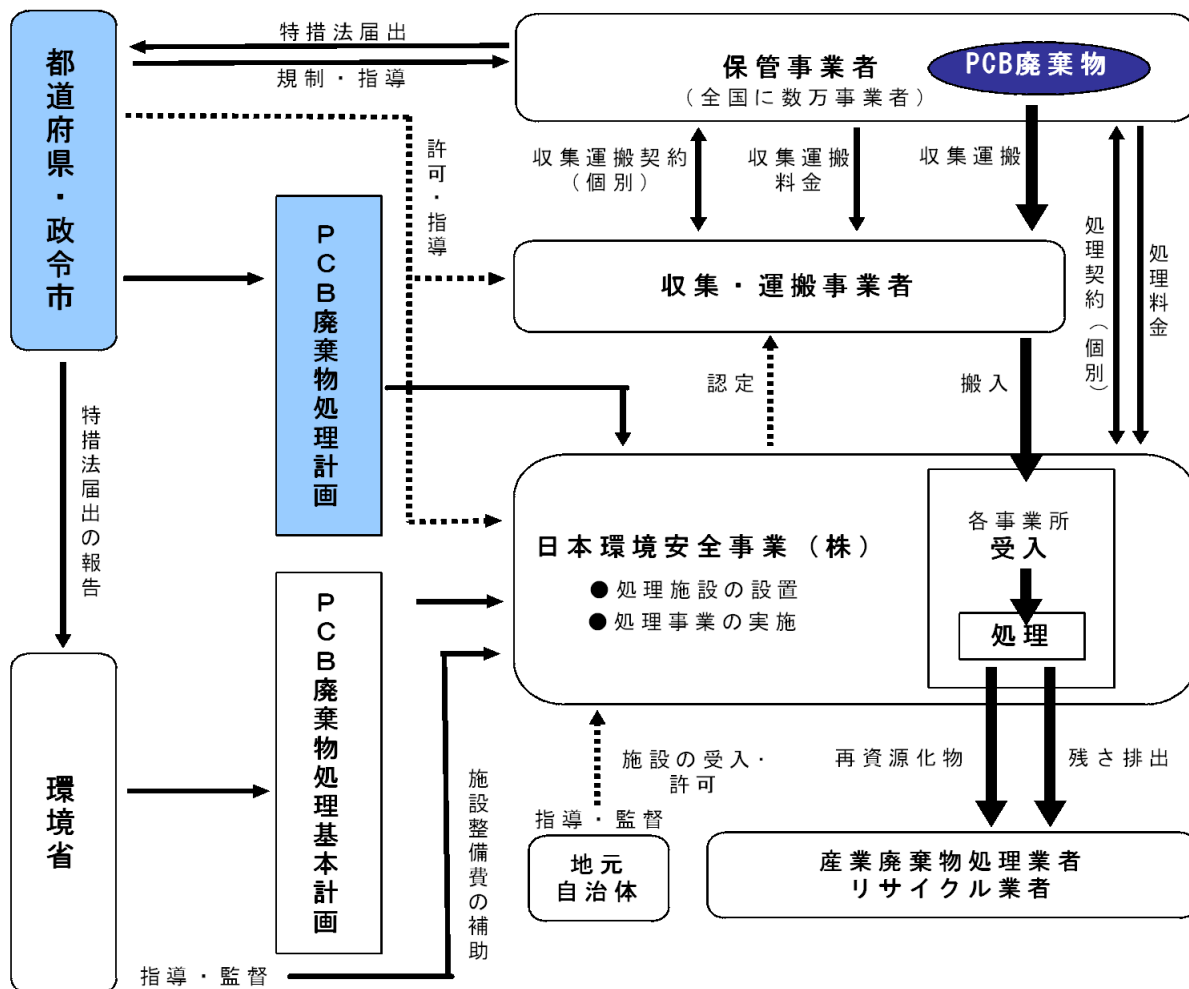 都道府県・政令市
特措法届出
規制・指導
保管事業者
(全国に数万事業者)
PCB廃棄物
許可・指導
収集運搬契約
(個別)
収集運搬
料金
収集運搬
処理契約(個別)
処理料金
PCB廃棄物処理計画
収集・運搬事業者
認定
搬入
特措法届出の報告
日本環境安全事業(株)
●処理施設の設置
●処理事業の実施
各事業所
受入
処理
環境省
PCB廃棄物処理基本計画
施設整備費の補助
指導・監督
施設の受入・
許可
指導・監督
地元
自治体
再資源化物
残さ排出
産業廃棄物処理業者
リサイクル業者